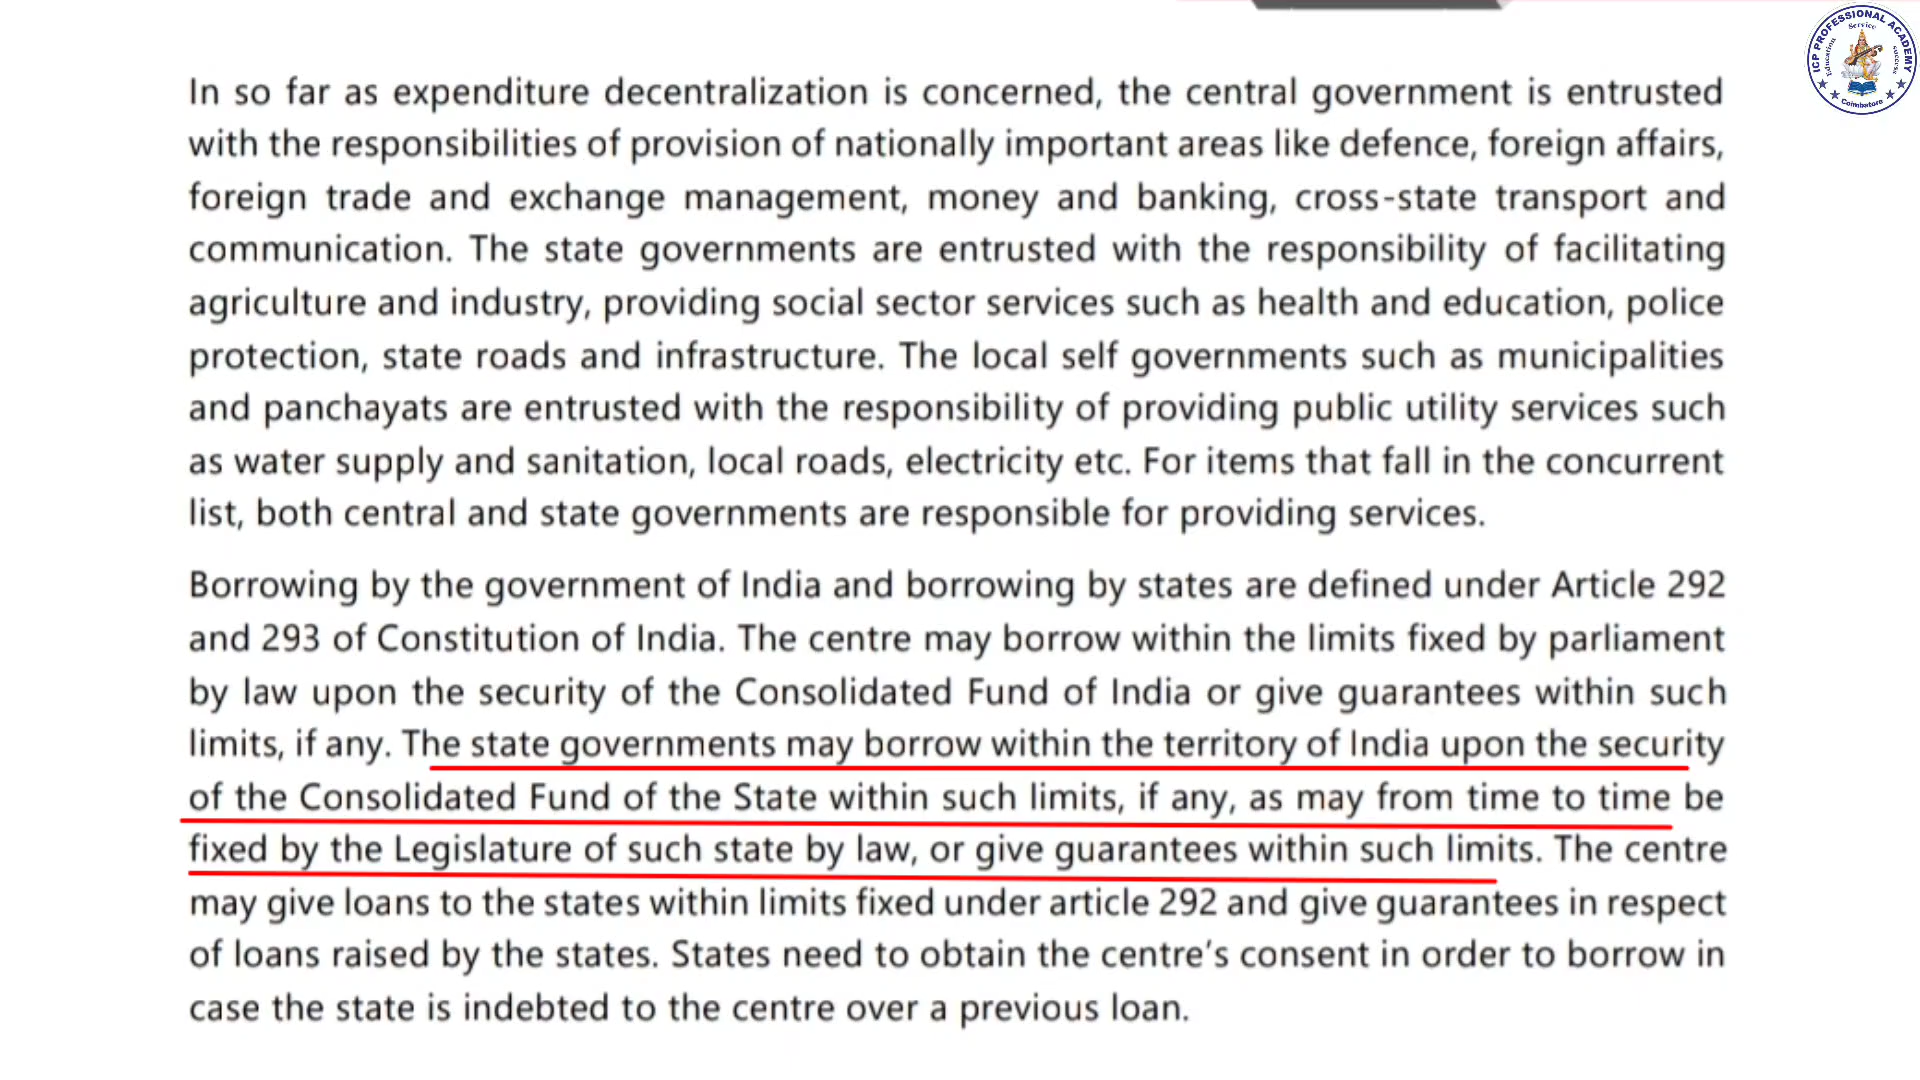 In so far as expenditure decentralization is concerned, the central government is entrusted
with the responsibilities of provision of nationally important areas like defence, foreign affairs,
foreign trade and exchange management, money and banking, cross-state transport and
communication. The state governments are entrusted with the responsibility of facilitating
agriculture and industry, providing social sector services such as health and education, police
protection, state roads and infrastructure. The local self governments such as municipalities
and panchayats are entrusted with the responsibility of providing public utility services such
as water supply and sanitation, local roads, electricity etc. For items that fall in the concurrent
list, both central and state governments are responsible for providing services.
Borrowing by the government of India and borrowing by states are defined under Article 292
and 293 of Constitution of India. The centre may borrow within the limits fixed by parliament
by law upon the security of the Consolidated Fund of India or give guarantees within such
limits, if any. The state governments may borrow within the territory of India upon the security
of the Consolidated Fund of the State within such limits, if any, as may from time to time be
fixed by the Legislature of such state by law, or give guarantees within such limits. The centre
may give loans to the states within limits fixed under article 292 and give guarantees in respect
of loans raised by the states. States need to obtain the centre's consent in order to borrow in
case the state is indebted to the centre over a previous loan.
ICP PROFESSIONAL ACADEMY
Service
Education
success
Coimbatore